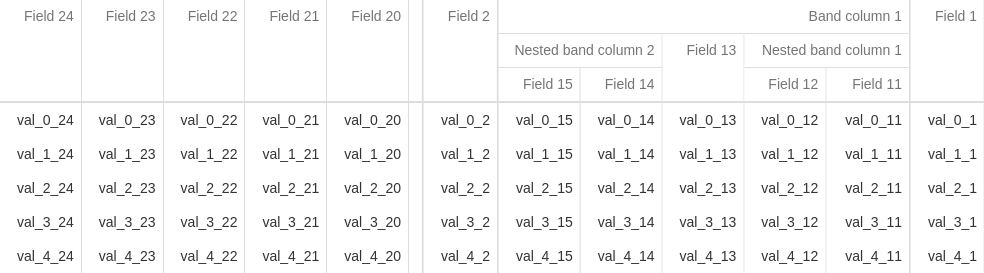 Field 24 Field 23 Field 22 Field 21 Field 20 Field 2 Band column 1 Field 1
Nested band column 2 Field 13 Nested band column 1
Field 15 Field 14 Field 12 Field 11
val_0_24 val_0_23 val_0_22 val_0_21 val_0_20 val_0_2 val_0_15 val_0_14 val_0_13 val_0_12 val_0_11 val_0_1
val_1_24 val_1_23 val_1_22 val_1_21 val_1_20 val_1_2 val_1_15 val_1_14 val_1_13 val_1_12 val_1_11 val_1_1
val_2_24 val_2_23 val_2_22 val_2_21 val_2_20 val_2_2 val_2_15 val_2_14 val_2_13 val_2_12 val_2_11 val_2_1
val_3_24 val_3_23 val_3_22 val_3_21 val_3_20 val_3_2 val_3_15 val_3_14 val_3_13 val_3_12 val_3_11 val_3_1
val_4_24 val_4_23 val_4_22 val_4_21 val_4_20 val_4_2 val_4_15 val_4_14 val_4_13 val_4_12 val_4_11 val_4_1